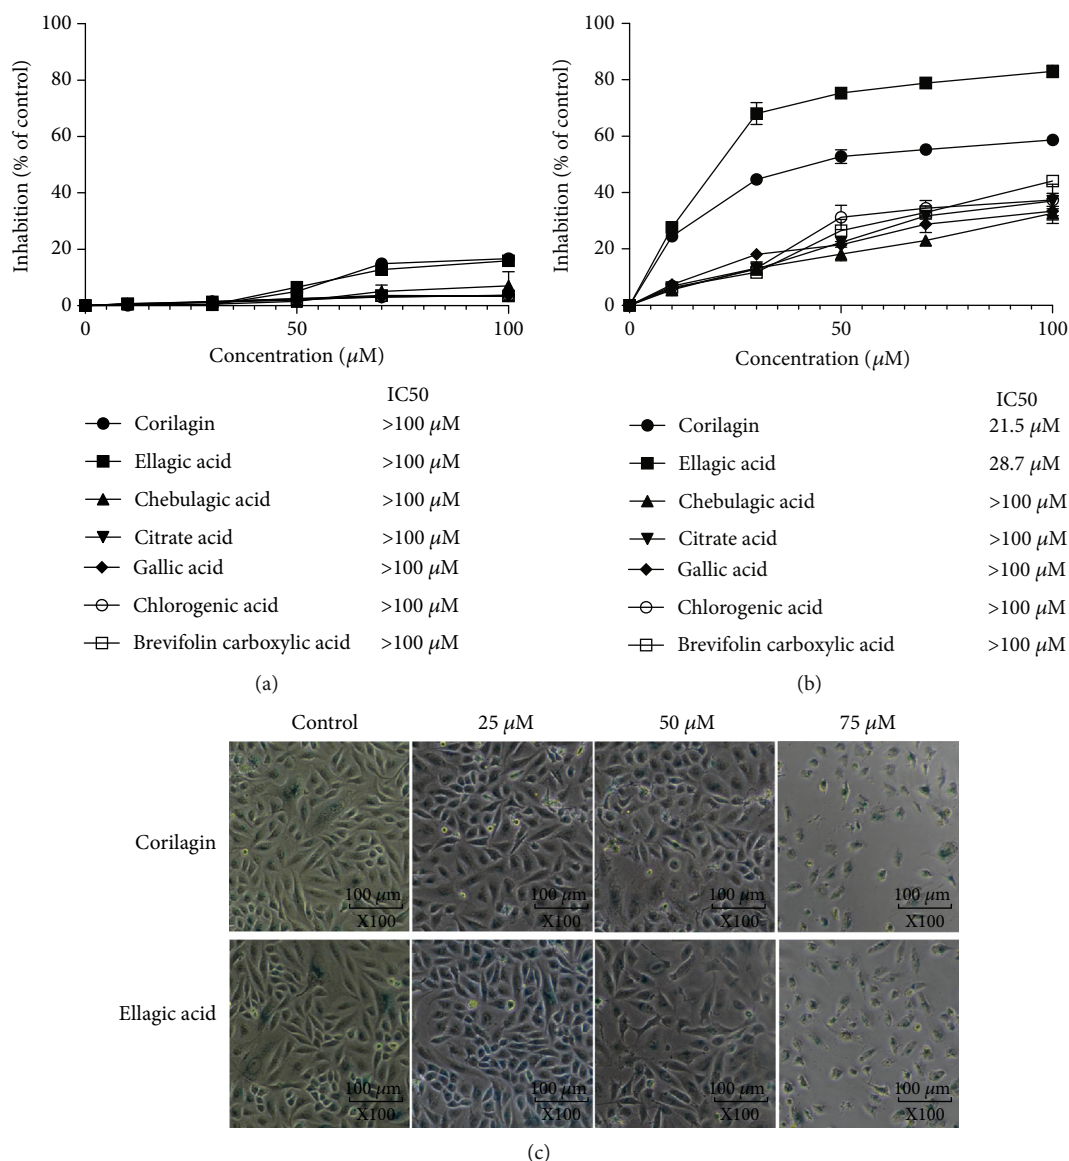 100
80
60
40
20
0
Inhabition (% of control)
0 50 100
Concentration (μM)
IC50
Corilagin >100 μM
Ellagic acid >100 μM
Chebulagic acid >100 μM
Citrate acid >100 μM
Gallic acid >100 μM
Chlorogenic acid >100 μM
Brevifolin carboxylic acid >100 μM
(a)
100
80
60
40
20
0
Inhabition (% of control)
0 50 100
Concentration (μM)
IC50
Corilagin 21.5 μM
Ellagic acid 28.7 μM
Chebulagic acid >100 μM
Citrate acid >100 μM
Gallic acid >100 μM
Chlorogenic acid >100 μM
Brevifolin carboxylic acid >100 μM
(b)
Control 25 μM 50 μM 75 μM
Corilagin
100 μm 100 μm 100 μm 100 μm
X100 X100 X100 X100
Ellagic acid
100 μm 100 μm 100 μm 100 μm
X100 X100 X100 X100
(c)